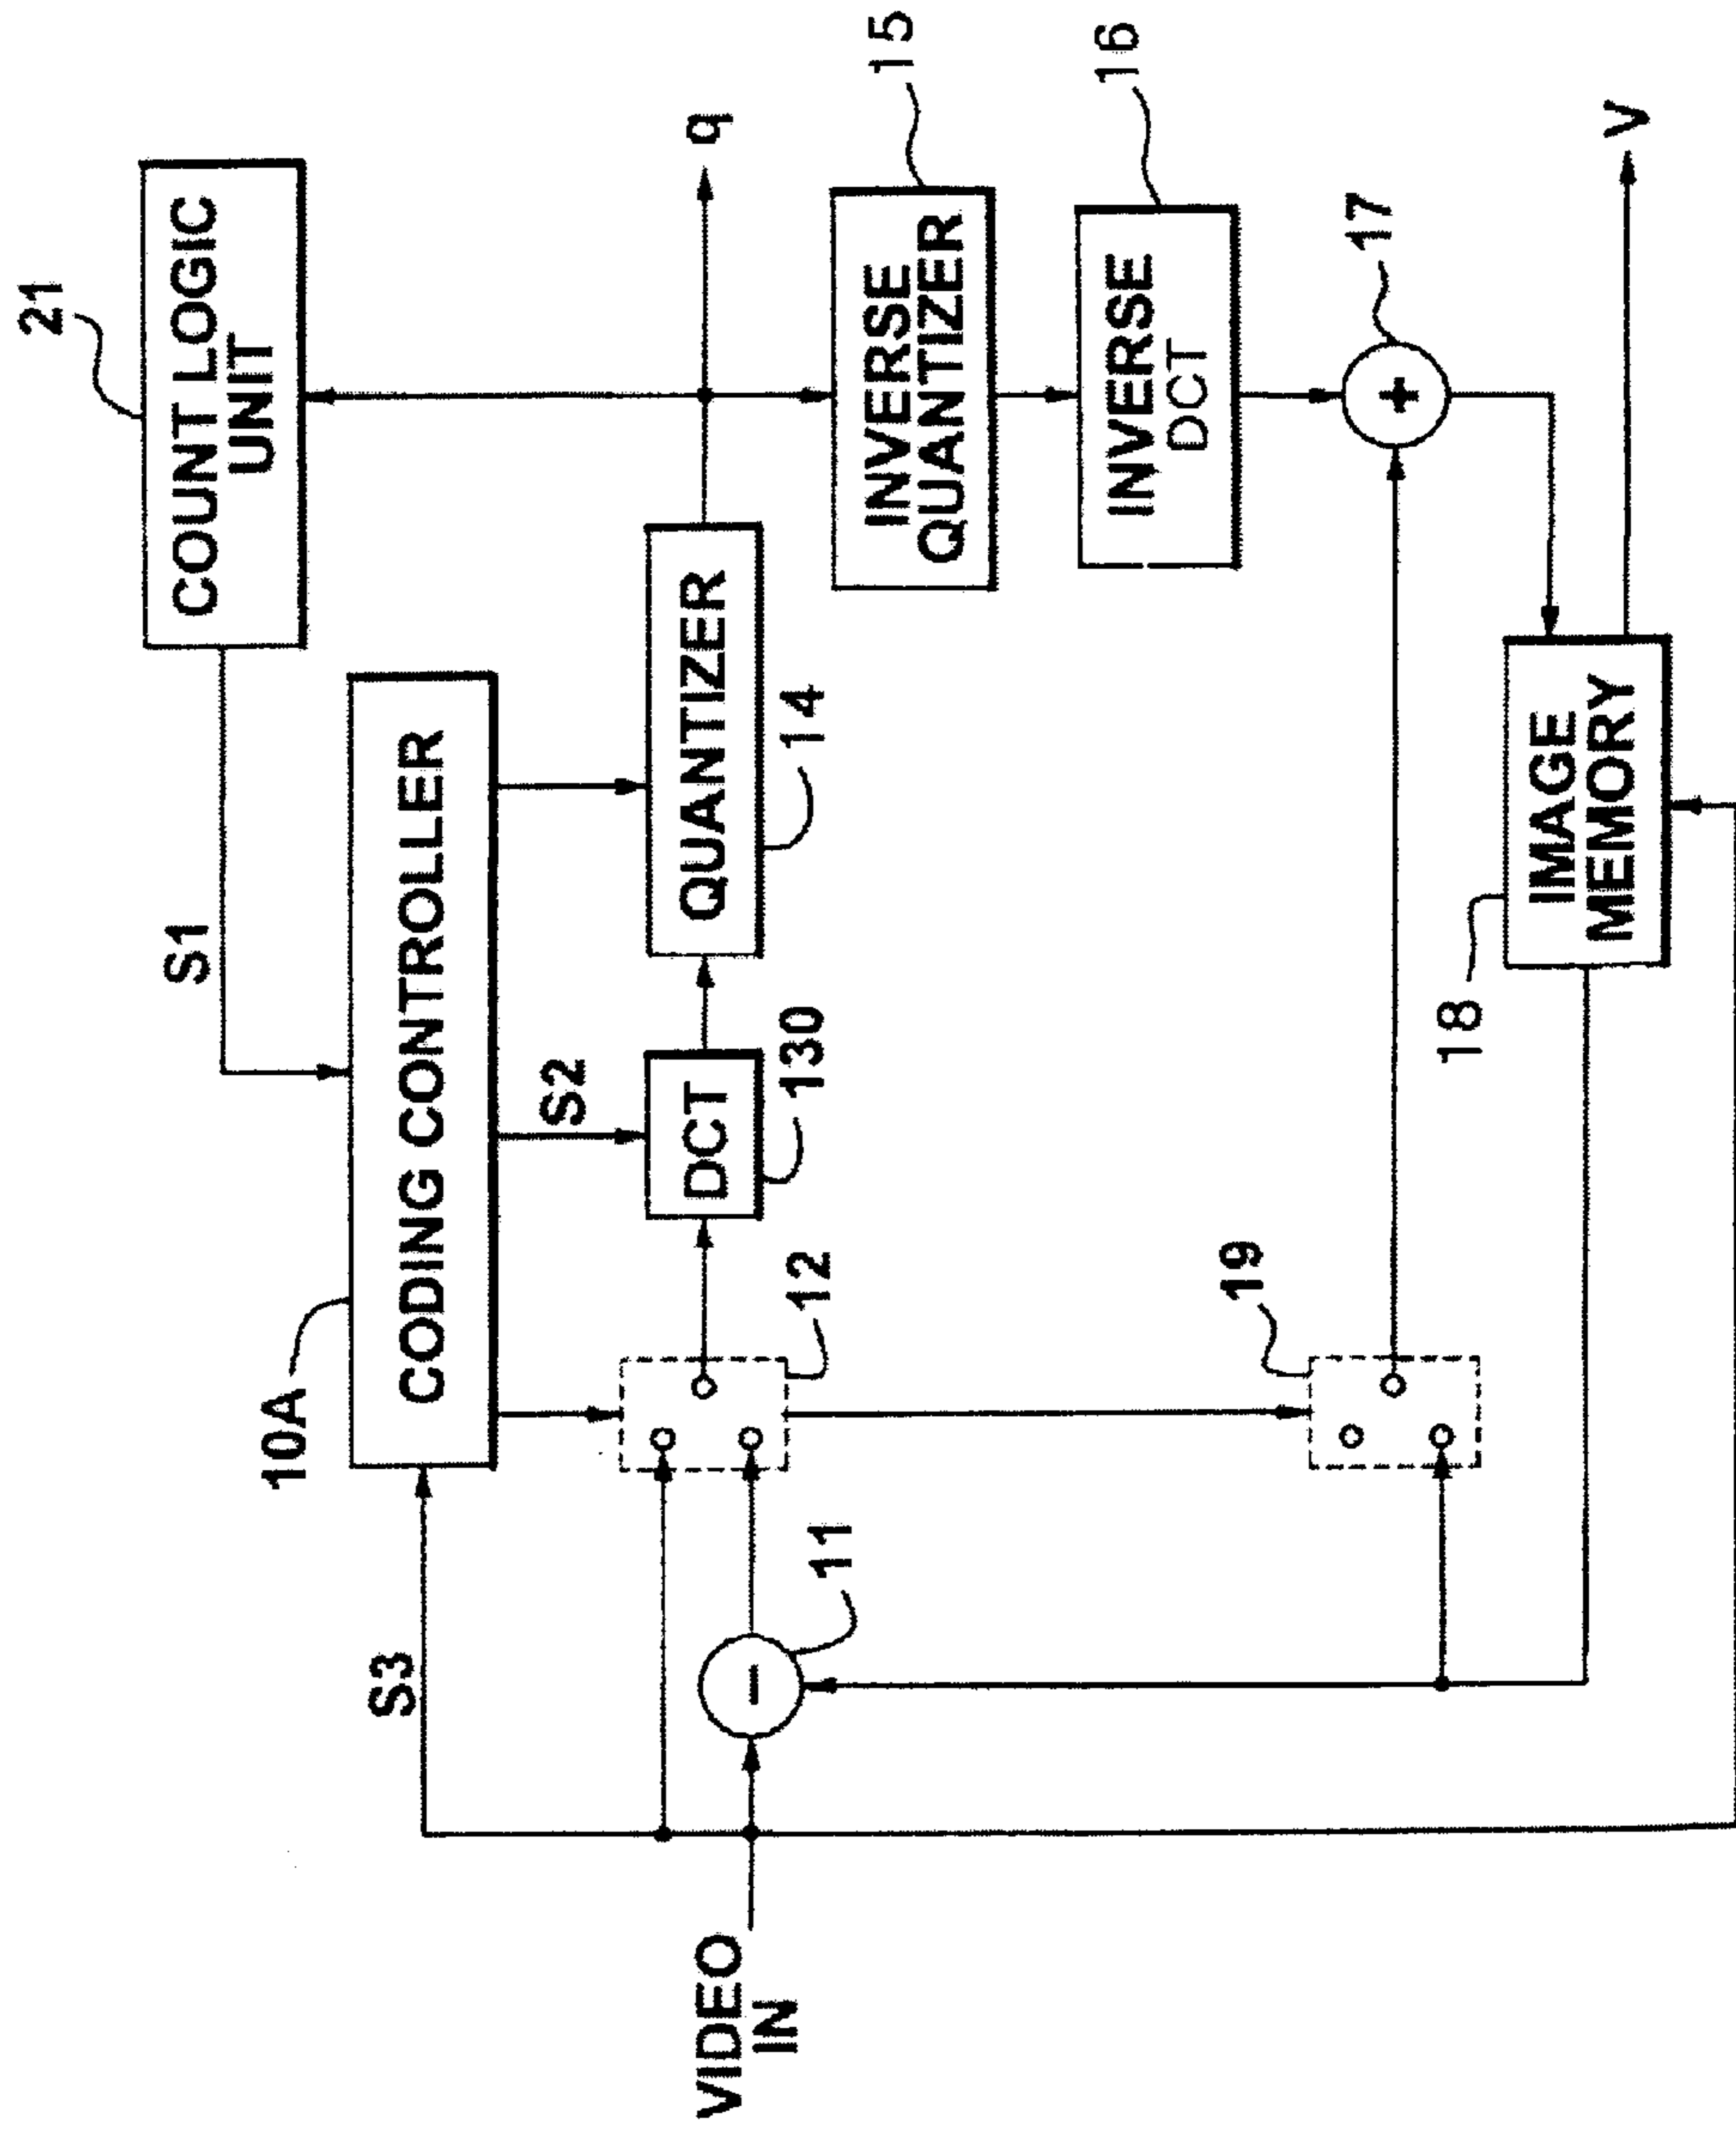 21
COUNT LOGIC
UNIT
S1
10A
CODING CONTROLLER
S3
S2
DCT
130
QUANTIZER
14
q
12
11
VIDEO
IN
INVERSE
QUANTIZER
15
INVERSE
DCT
16
17
+
−
19
18
IMAGE
MEMORY
V